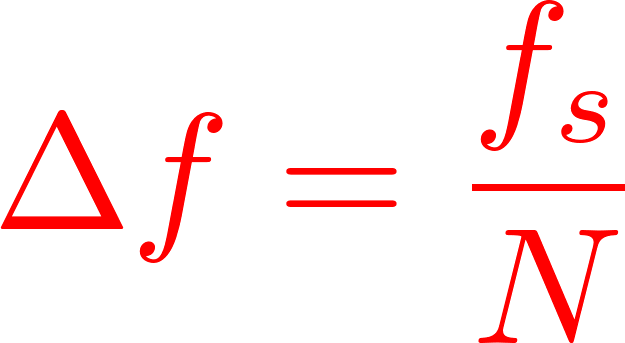 Δf = f_s / N